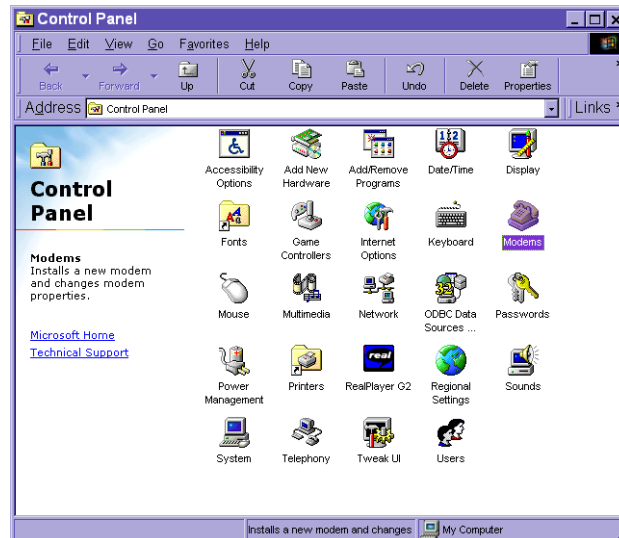 Control Panel
File Edit View Go Favorites Help
Back Forward Up Cut Copy Paste Undo Delete Properties
Address Control Panel Links
Control
Panel
Modems
Installs a new modem
and changes modem
properties.
Microsoft Home
Technical Support
Accessibility Add New Add/Remove Date/Time Display
Options Hardware Programs
Fonts Game Internet Keyboard Modems
Controllers Options
Mouse Multimedia Network ODBC Data Passwords
Sources ...
real
Power Printers RealPlayer G2 Regional Sounds
Management Settings
System Telephony Tweak UI Users
Installs a new modem and changes My Computer